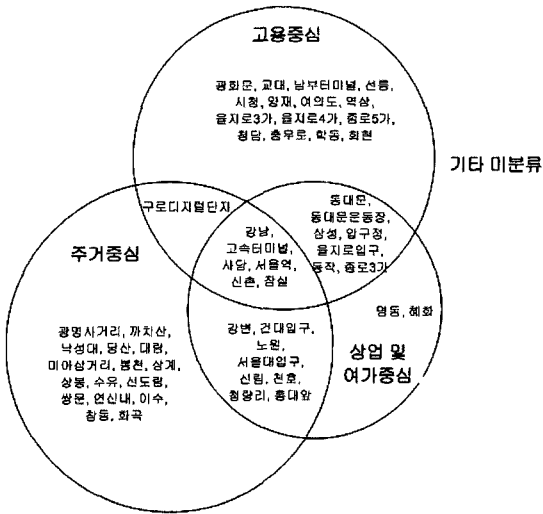 고용중심
광화문, 교대, 남부터미널, 선릉,
시청, 양재, 여의도, 역삼,
을지로3가, 을지로4가, 종로5가,
청담, 충무로, 학동, 회현
기타 미분류
동대문,
동대문운동장,
삼성, 압구정,
을지로입구,
동작, 종로3가
구로디지털단지
강남,
고속터미널,
사당, 서울역,
신촌, 잠실
주거중심
명동, 혜화
광명사거리, 까치산,
낙성대, 당산, 대림,
미아삼거리, 봉천, 상계,
상봉, 수유, 신도림,
쌍문, 연신내, 이수,
창동, 화곡
강변, 건대입구,
노원,
서울대입구,
신림, 천호,
청량리, 홍대앞
상업 및
여가중심